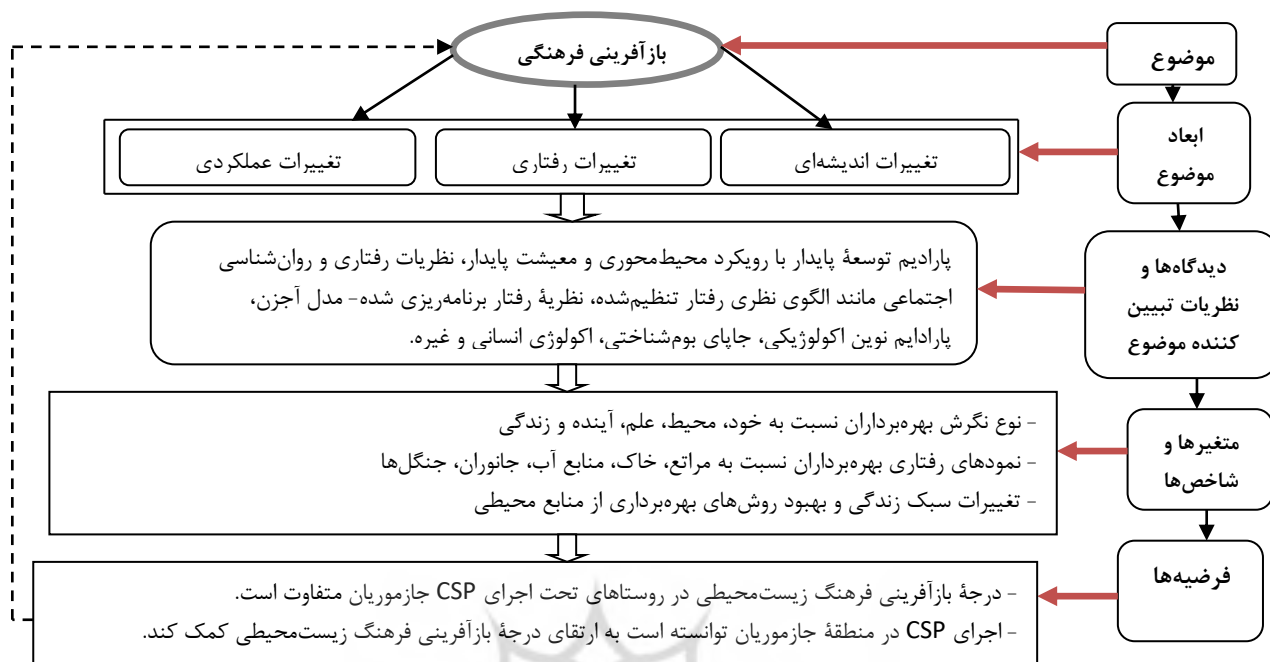 بازآفرینی فرهنگی
موضوع
ابعاد
موضوع
تغییرات اندیشه‌ای
تغییرات رفتاری
تغییرات عملکردی
دیدگاه‌ها و
نظریات تبیین
کننده موضوع
پارادیم توسعهٔ پایدار با رویکرد محیط‌محوری و معیشت پایدار، نظریات رفتاری و روان‌شناسی
اجتماعی مانند الگوی نظری رفتار تنظیم‌شده، نظریهٔ رفتار برنامه‌ریزی شده- مدل آجزن،
پارادایم نوین اکولوژیکی، جاپای بوم‌شناختی، اکولوژی انسانی و غیره.
متغیرها و
شاخص‌ها
- نوع نگرش بهره‌برداران نسبت به خود، محیط، علم، آینده و زندگی
- نمودهای رفتاری بهره‌برداران نسبت به مراتع، خاک، منابع آب، جانوران، جنگل‌ها
- تغییرات سبک زندگی و بهبود روش‌های بهره‌برداری از منابع محیطی
فرضیه‌ها
- درجهٔ بازآفرینی فرهنگ زیست‌محیطی در روستاهای تحت اجرای CSP جازموریان متفاوت است.
- اجرای CSP در منطقهٔ جازموریان توانسته است به ارتقای درجهٔ بازآفرینی فرهنگ زیست‌محیطی کمک کند.